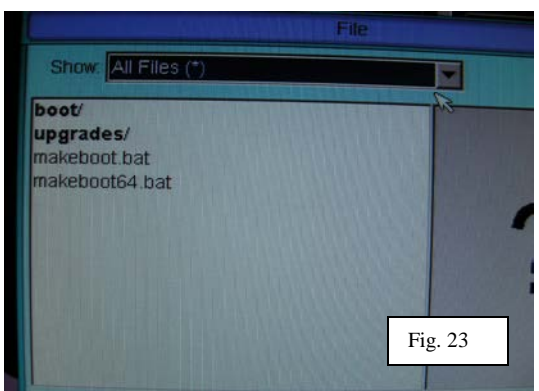 File
Show: All Files (*)
boot/
upgrades/
makeboot.bat
makeboot64.bat
?
Fig. 23